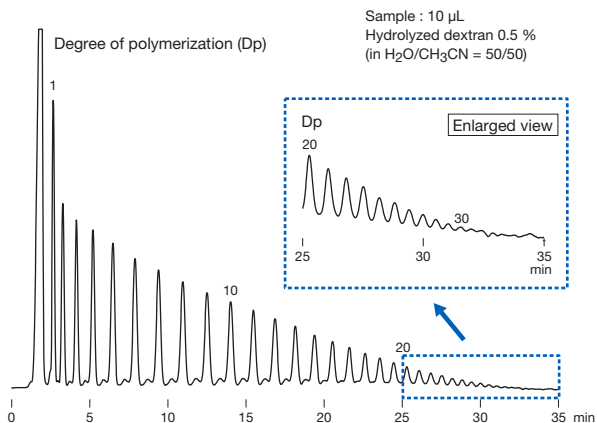 Sample : 10 µL
Hydrolyzed dextran 0.5 %
(in H2O/CH3CN = 50/50)
Degree of polymerization (Dp)
1
Dp
Enlarged view
20
30
25
30
35
min
10
20
0
5
10
15
20
25
30
35
min